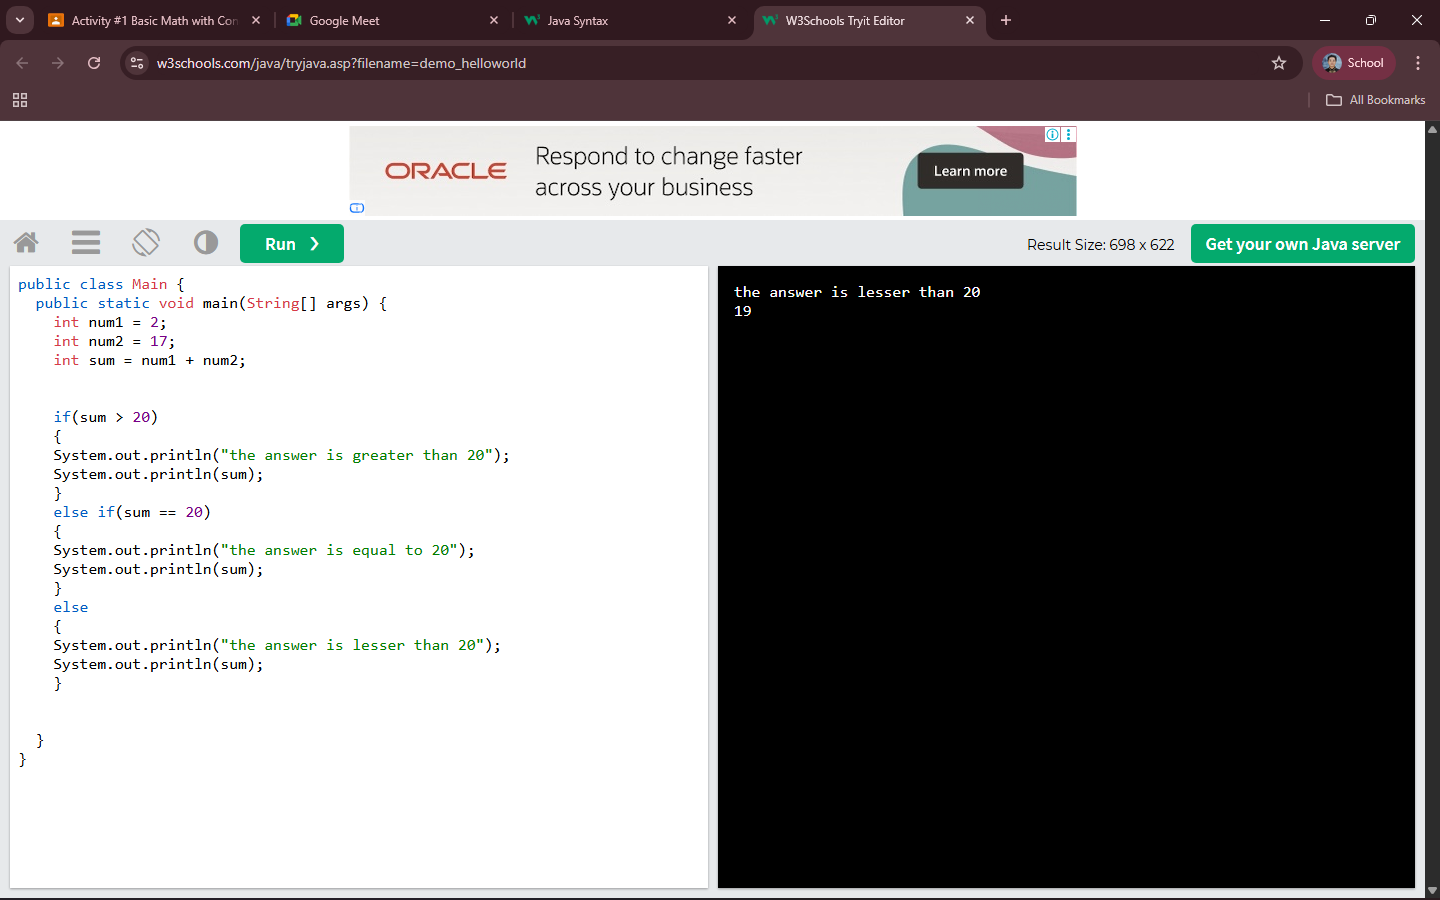 Activity #1 Basic Math with Con
Google Meet
Java Syntax
W3Schools Tryit Editor
w3schools.com/java/tryjava.asp?filename=demo_helloworld
School
All Bookmarks
ORACLE
Respond to change faster
across your business
Learn more
Run ❯
Result Size: 698 x 622
Get your own Java server
public class Main {
  public static void main(String[] args) {
    int num1 = 2;
    int num2 = 17;
    int sum = num1 + num2;
    if(sum > 20)
    {
    System.out.println("the answer is greater than 20");
    System.out.println(sum);
    }
    else if(sum == 20)
    {
    System.out.println("the answer is equal to 20");
    System.out.println(sum);
    }
    else
    {
    System.out.println("the answer is lesser than 20");
    System.out.println(sum);
    }
  }
}
the answer is lesser than 20
19